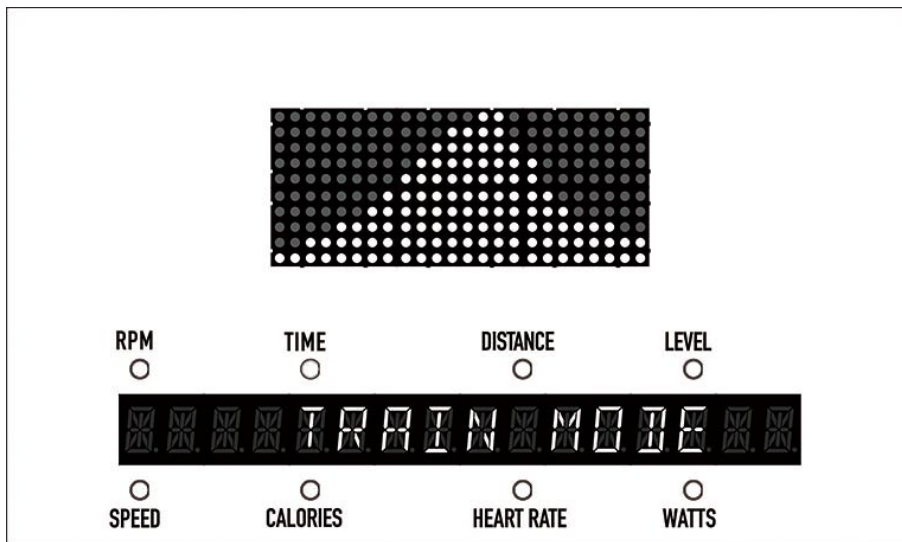 RPM TIME DISTANCE LEVEL
TRAIN MODE
SPEED CALORIES HEART RATE WATTS